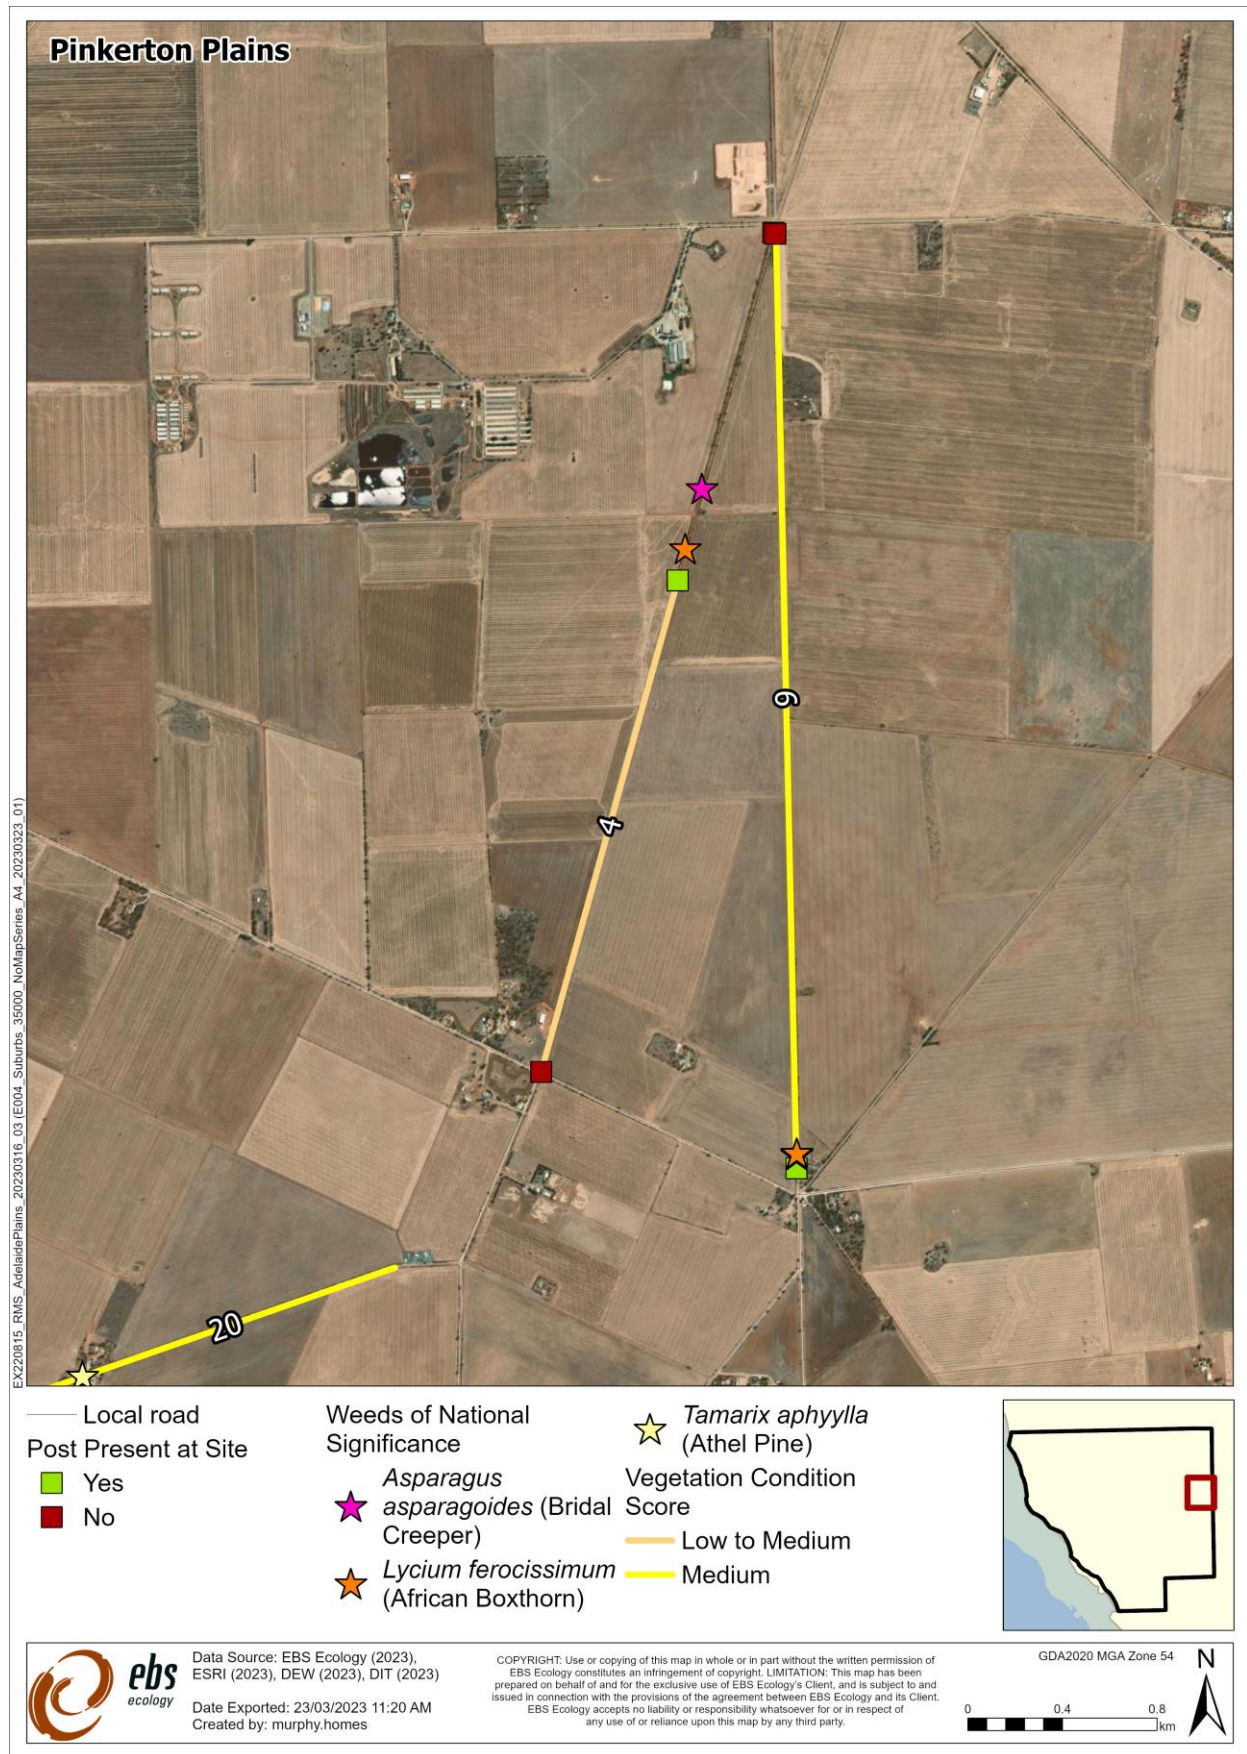 Pinkerton Plains
9
4
20
EX220815_RMS_AdelaidePlains_20230316_03 (E004_Suburbs_35000_NoMapSeries_A4_20230323_01)
Local road
Post Present at Site
Yes
No
Weeds of National
Significance
Asparagus
asparagoides (Bridal
Creeper)
Lycium ferocissimum
(African Boxthorn)
Tamarix aphyylla
(Athel Pine)
Vegetation Condition
Score
Low to Medium
Medium
ebs
ecology
Data Source: EBS Ecology (2023),
ESRI (2023), DEW (2023), DIT (2023)
Date Exported: 23/03/2023 11:20 AM
Created by: murphy.homes
COPYRIGHT: Use or copying of this map in whole or in part without the written permission of
EBS Ecology constitutes an infringement of copyright. LIMITATION: This map has been
prepared on behalf of and for the exclusive use of EBS Ecology's Client, and is subject to and
issued in connection with the provisions of the agreement between EBS Ecology and its Client.
EBS Ecology accepts no liability or responsibility whatsoever for or in respect of
any use of or reliance upon this map by any third party.
GDA2020 MGA Zone 54
N
0 0.4 0.8
km